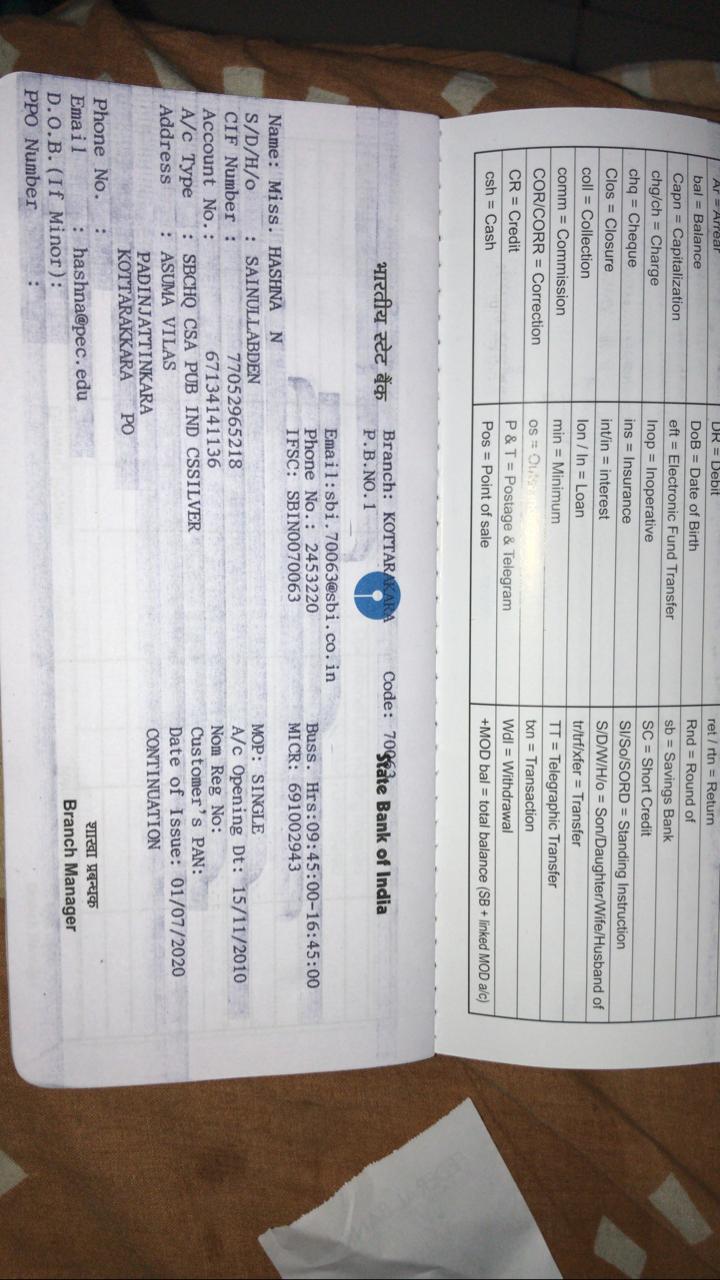 Ar = Arrear DR = Debit ret / rtn = Return
bal = Balance DoB = Date of Birth Rnd = Round of
Capn = Capitalization eft = Electronic Fund Transfer sb = Savings Bank
chg/ch = Charge Inop = Inoperative SC = Short Credit
chq = Cheque ins = Insurance SI/So/SORD = Standing Instruction
Clos = Closure int/in = interest S/D/W/H/o = Son/Daughter/Wife/Husband of
coll = Collection lon / ln = Loan tr/trf/xfer = Transfer
comm = Commission min = Minimum TT = Telegraphic Transfer
COR/CORR = Correction os = txn = Transaction
CR = Credit P & T = Postage & Telegram Wdl = Withdrawal
csh = Cash Pos = Point of sale +MOD bal = total balance (SB + linked MOD a/c)
भारतीय स्टेट बैंक Branch: KOTTARAKARA Code: 70063 State Bank of India
P.B.NO.1
Email:sbi.70063@sbi.co.in
Phone No.: 2453220 Buss. Hrs:09:45:00-16:45:00
IFSC: SBIN0070063 MICR: 691002943
Name: Miss. HASHNA N
S/D/H/o : SAINULLABDEN MOP: SINGLE
CIF Number : 77052965218 A/c Opening Dt: 15/11/2010
Account No.: 67134141136 Nom Reg No:
A/c Type : SBCHQ CSA PUB IND CSSILVER Customer's PAN:
Address : ASUMA VILAS Date of Issue: 01/07/2020
PADINJATTINKARA CONTINUATION
KOTTARAKKARA PO
Phone No. :
Email : hashna@pec.edu शाखा प्रबन्धक
D.O.B.(If Minor): Branch Manager
PPO Number :